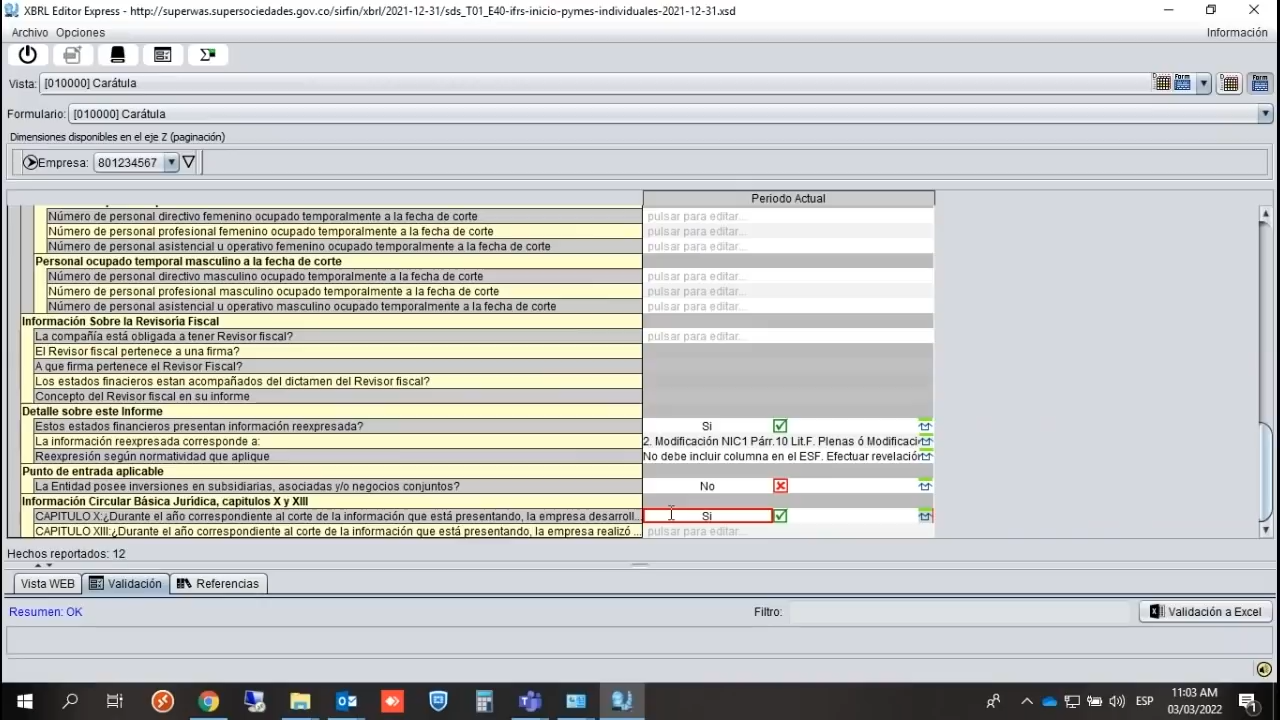 XBRL Editor Express - http://superwas.supersociedades.gov.co/sirfin/xbrl/2021-12-31/sds_T01_E40-ifrs-inicio-pymes-individuales-2021-12-31.xsd
Archivo Opciones Información
Vista: [010000] Carátula
Form Form
Formulario: [010000] Carátula
Dimensiones disponibles en el eje Z (paginación)
Empresa: 801234567
Periodo Actual
Número de personal directivo femenino ocupado temporalmente a la fecha de corte pulsar para editar...
Número de personal profesional femenino ocupado temporalmente a la fecha de corte pulsar para editar...
Número de personal asistencial u operativo femenino ocupado temporalmente a la fecha de corte pulsar para editar...
Personal ocupado temporal masculino a la fecha de corte
Número de personal directivo masculino ocupado temporalmente a la fecha de corte pulsar para editar...
Número de personal profesional masculino ocupado temporalmente a la fecha de corte pulsar para editar...
Número de personal asistencial u operativo masculino ocupado temporalmente a la fecha de corte pulsar para editar...
Información Sobre la Revisoría Fiscal
La compañía está obligada a tener Revisor fiscal? pulsar para editar...
El Revisor fiscal pertenece a una firma?
A que firma pertenece el Revisor Fiscal?
Los estados finacieros estan acompañados del dictamen del Revisor fiscal?
Concepto del Revisor fiscal en su informe
Detalle sobre este Informe
Estos estados financieros presentan información reexpresada? Si
La información reexpresada corresponde a: 2. Modificación NIC1 Párr.10 Lit.F. Plenas ó Modificaci
Reexpresión según normatividad que aplique No debe incluir columna en el ESF. Efectuar revelación
Punto de entrada aplicable
La Entidad posee inversiones en subsidiarias, asociadas y/o negocios conjuntos? No
Información Circular Básica Jurídica, capitulos X y XIII
CAPITULO X:¿Durante el año correspondiente al corte de la información que está presentando, la empresa desarroll... Si
CAPITULO XIII:¿Durante el año correspondiente al corte de la información que está presentando, la empresa realizó ... pulsar para editar...
Hechos reportados: 12
Vista WEB Validación Referencias
Resumen: OK Filtro: Validación a Excel
ESP
11:03 AM
03/03/2022
1